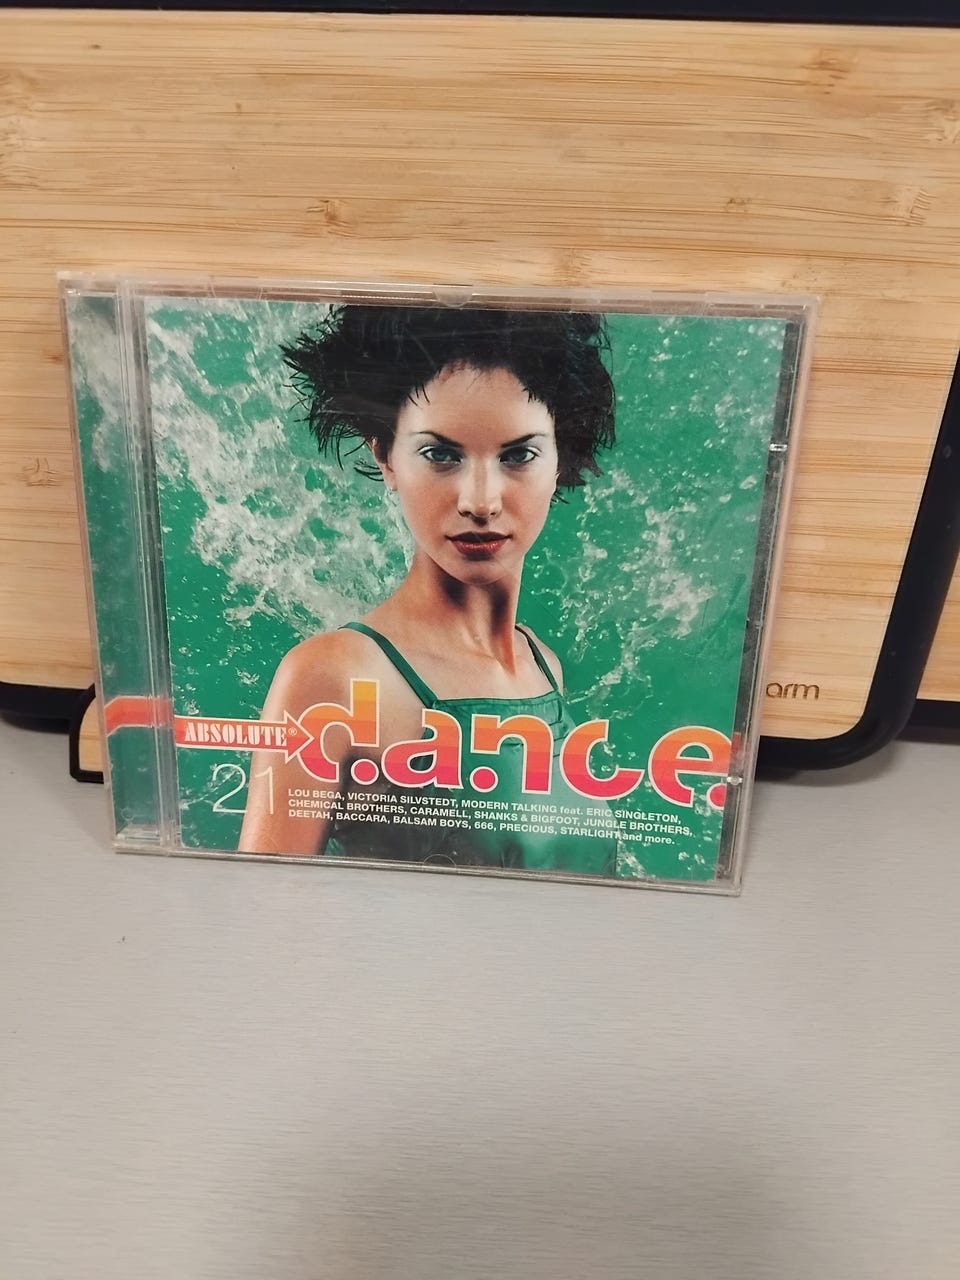 arm
ABSOLUTE®
d.a.nce.
21
LOU BEGA, VICTORIA SILVSTEDT, MODERN TALKING feat. ERIC SINGLETON,
CHEMICAL BROTHERS, CARAMELL, SHANKS & BIGFOOT, JUNGLE BROTHERS,
DEETAH, BACCARA, BALSAM BOYS, 666, PRECIOUS, STARLIGHT and more.